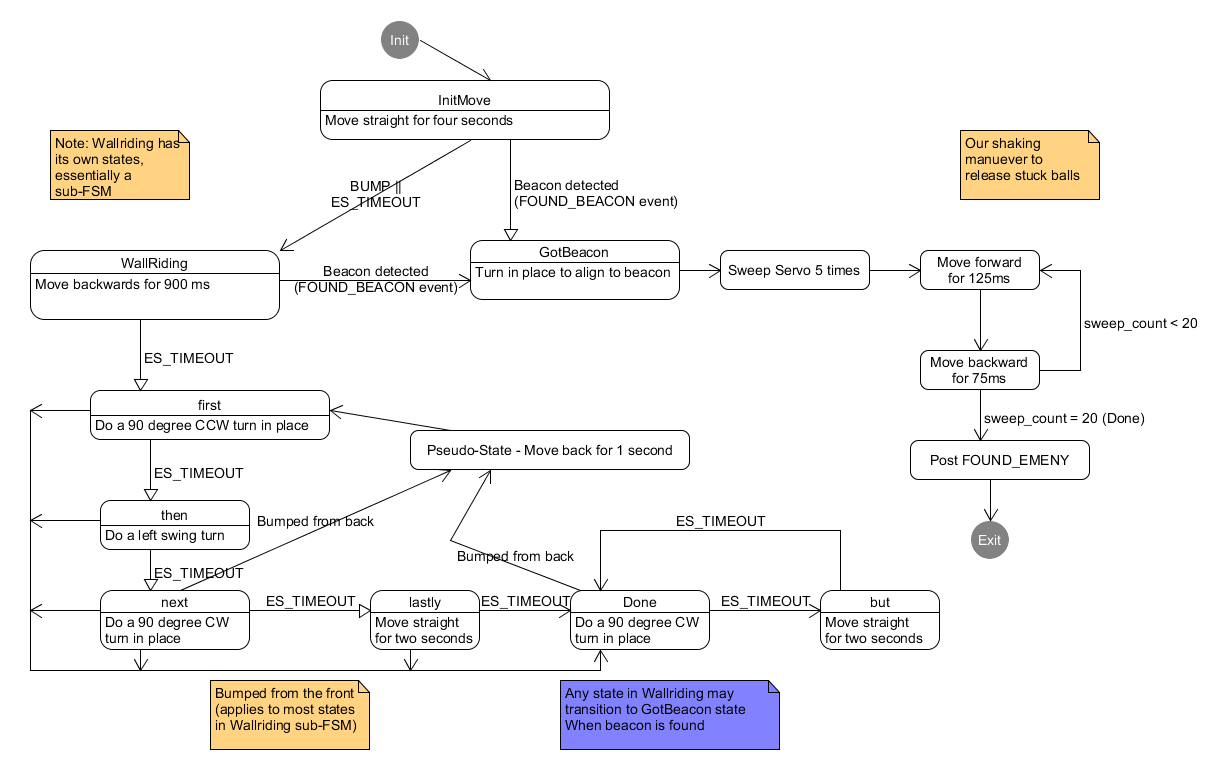 Init
InitMove
Move straight for four seconds
Note: Wallriding has
its own states,
essentially a
sub-FSM
Our shaking
manuever to
release stuck balls
BUMP ||
ES_TIMEOUT
Beacon detected
(FOUND_BEACON event)
WallRiding
Move backwards for 900 ms
Beacon detected
(FOUND_BEACON event)
GotBeacon
Turn in place to align to beacon
Sweep Servo 5 times
Move forward
for 125ms
sweep_count < 20
Move backward
for 75ms
sweep_count = 20 (Done)
Post FOUND_EMENY
Exit
ES_TIMEOUT
first
Do a 90 degree CCW turn in place
Pseudo-State - Move back for 1 second
ES_TIMEOUT
then
Do a left swing turn
Bumped from back
ES_TIMEOUT
Bumped from back
ES_TIMEOUT
next
Do a 90 degree CW
turn in place
ES_TIMEOUT
lastly
Move straight
for two seconds
ES_TIMEOUT
Done
Do a 90 degree CW
turn in place
ES_TIMEOUT
but
Move straight
for two seconds
Bumped from the front
(applies to most states
in Wallriding sub-FSM)
Any state in Wallriding may
transition to GotBeacon state
When beacon is found